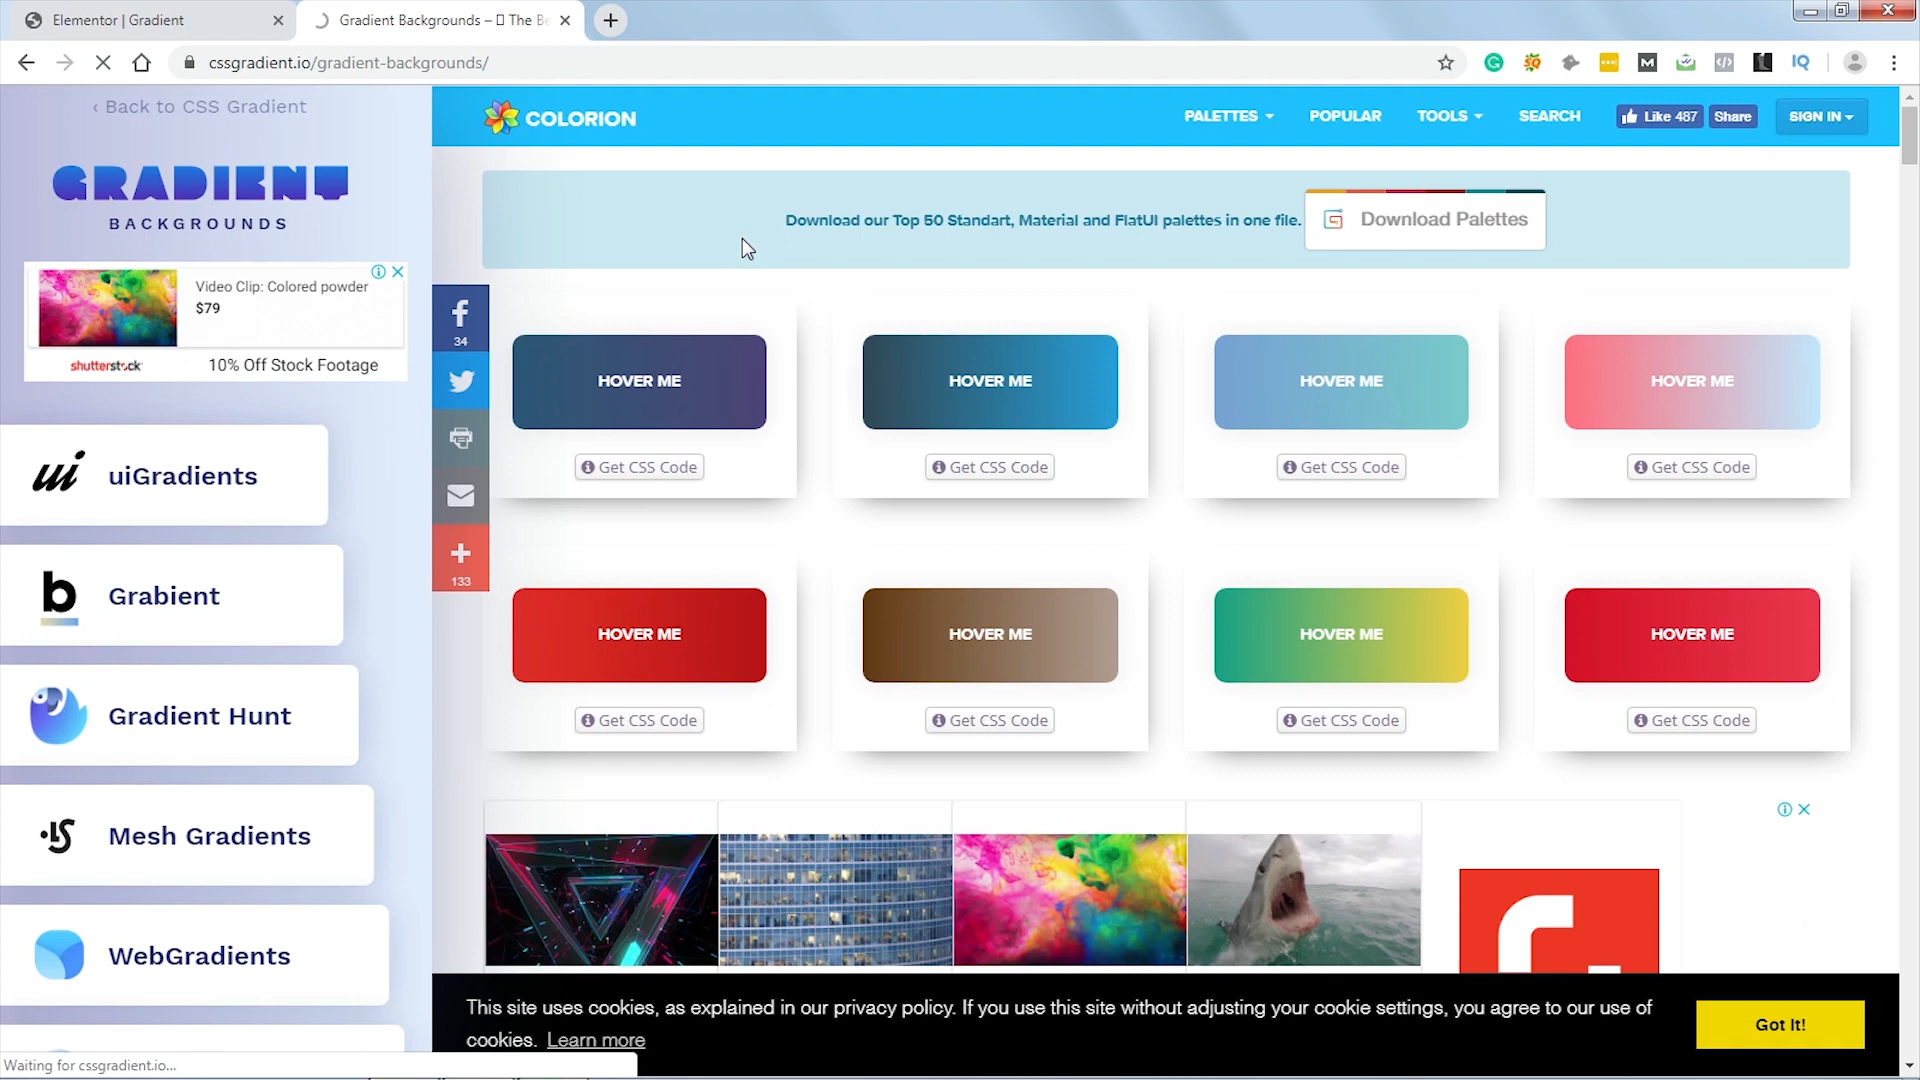 Elementor | Gradient
Gradient Backgrounds – The Be
cssgradient.io/gradient-backgrounds/
IQ
‹ Back to CSS Gradient
GRADIENT
BACKGROUNDS
Video Clip: Colored powder
$79
shutterstock
10% Off Stock Footage
uiGradients
Grabient
Gradient Hunt
Mesh Gradients
WebGradients
COLORION
PALETTES
POPULAR
TOOLS
SEARCH
Like 487
Share
SIGN IN
Download our Top 50 Standart, Material and FlatUI palettes in one file.
Download Palettes
34
133
HOVER ME
HOVER ME
HOVER ME
HOVER ME
Get CSS Code
Get CSS Code
Get CSS Code
Get CSS Code
HOVER ME
HOVER ME
HOVER ME
HOVER ME
Get CSS Code
Get CSS Code
Get CSS Code
Get CSS Code
This site uses cookies, as explained in our privacy policy. If you use this site without adjusting your cookie settings, you agree to our use of
cookies. Learn more
Got It!
Waiting for cssgradient.io...